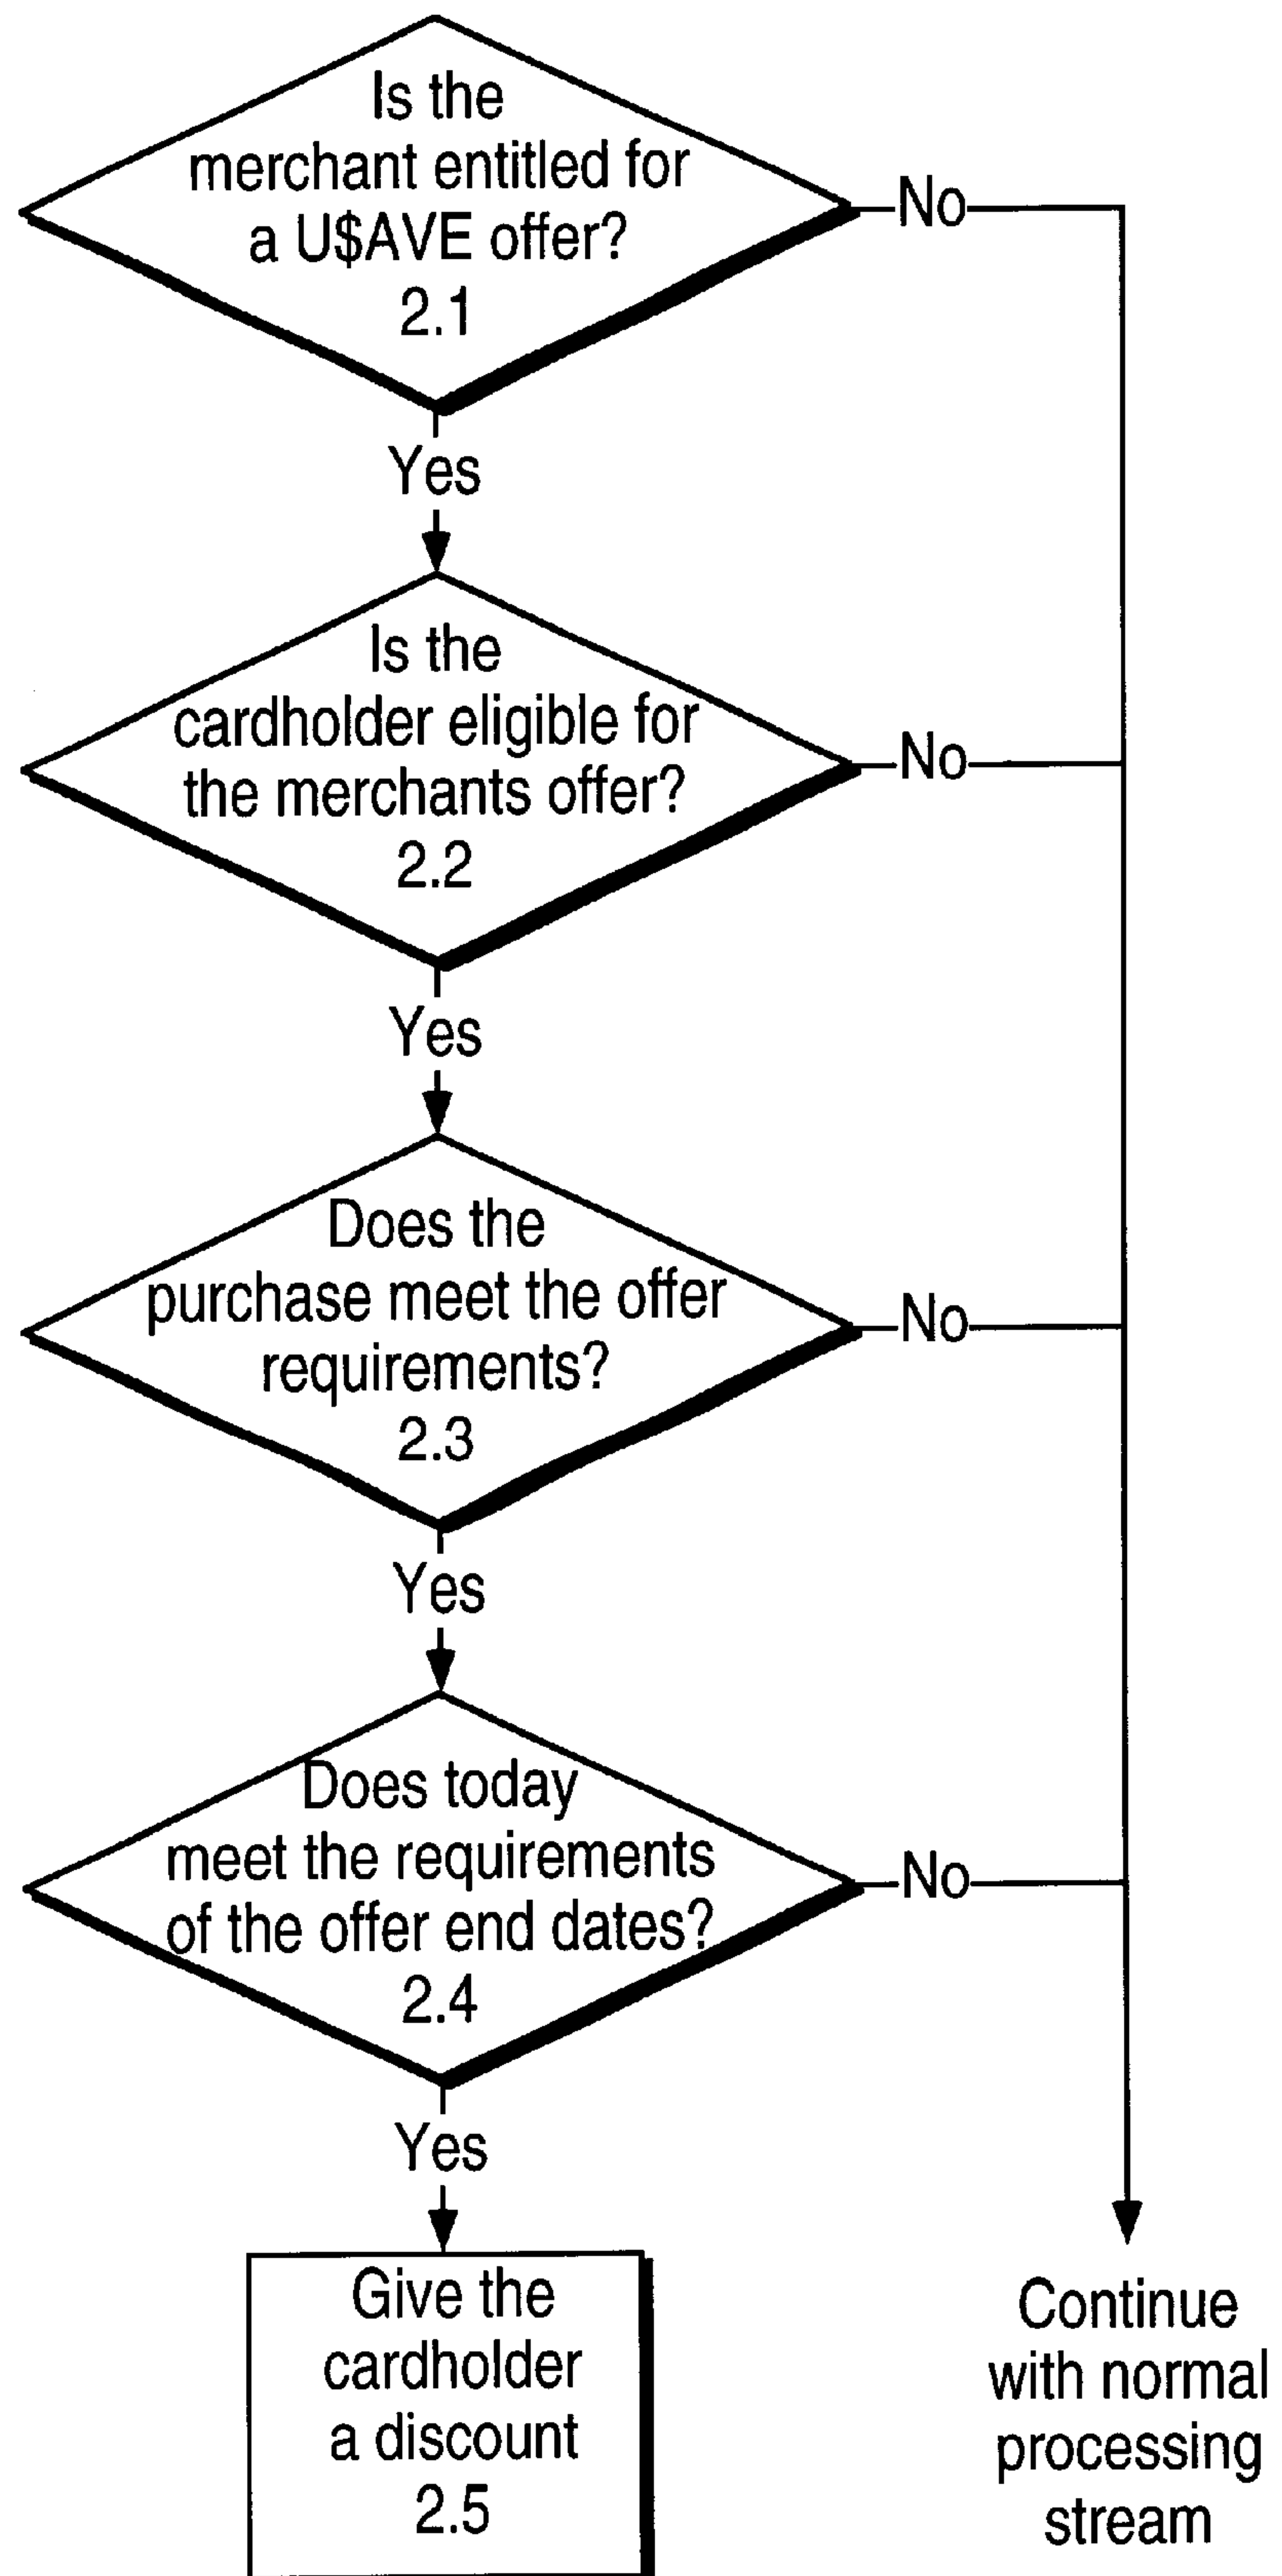 Is the
merchant entitled for
a U$AVE offer?
2.1
No
Yes
Is the
cardholder eligible for
the merchants offer?
2.2
No
Yes
Does the
purchase meet the offer
requirements?
2.3
No
Yes
Does today
meet the requirements
of the offer end dates?
2.4
No
Yes
Give the
cardholder
a discount
2.5
Continue
with normal
processing
stream